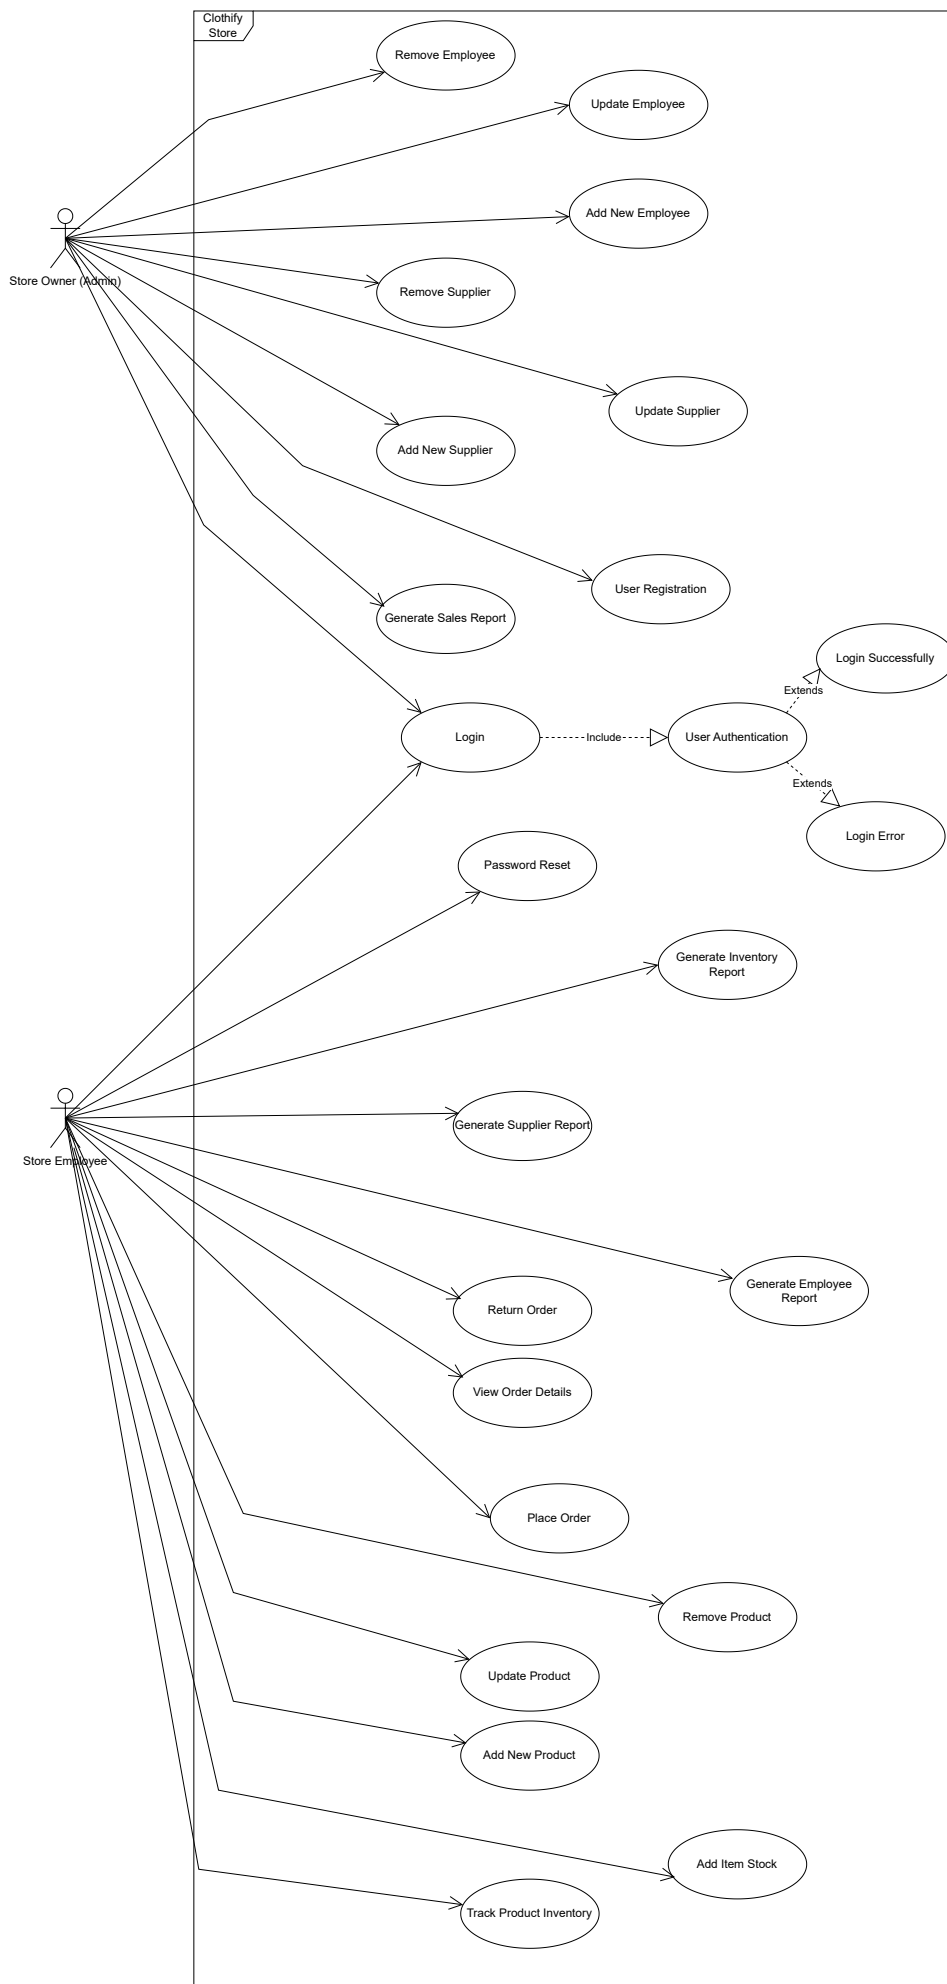 Clothify
Store
Remove Employee
Update Employee
Add New Employee
Store Owner (Admin)
Remove Supplier
Update Supplier
Add New Supplier
User Registration
Generate Sales Report
Login Successfully
Extends
Login
Include
User Authentication
Extends
Login Error
Password Reset
Generate Inventory
Report
Generate Supplier Report
Store Employee
Generate Employee
Report
Return Order
View Order Details
Place Order
Remove Product
Update Product
Add New Product
Add Item Stock
Track Product Inventory